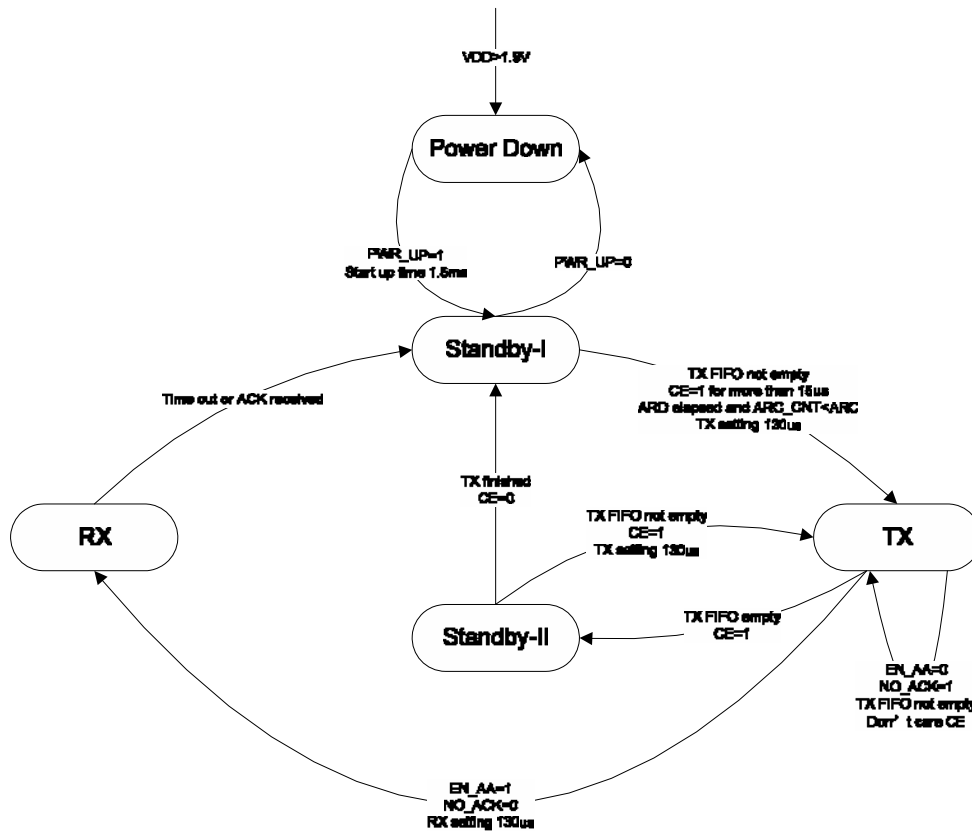 VDD>1.9V
Power Down
PWR_UP=1
Start up time 1.5ms
PWR_UP=0
Standby-I
TX FIFO not empty
CE=1 for more than 15us
ARD elapsed and ARC_CNT<ARC
TX setting 130us
Time out or ACK received
TX finished
CE=0
RX
TX FIFO not empty
CE=1
TX setting 130us
TX
Standby-II
TX FIFO empty
CE=1
EN_AA=0
NO_ACK=1
TX FIFO not empty
Don’t care CE
EN_AA=1
NO_ACK=0
RX setting 130us